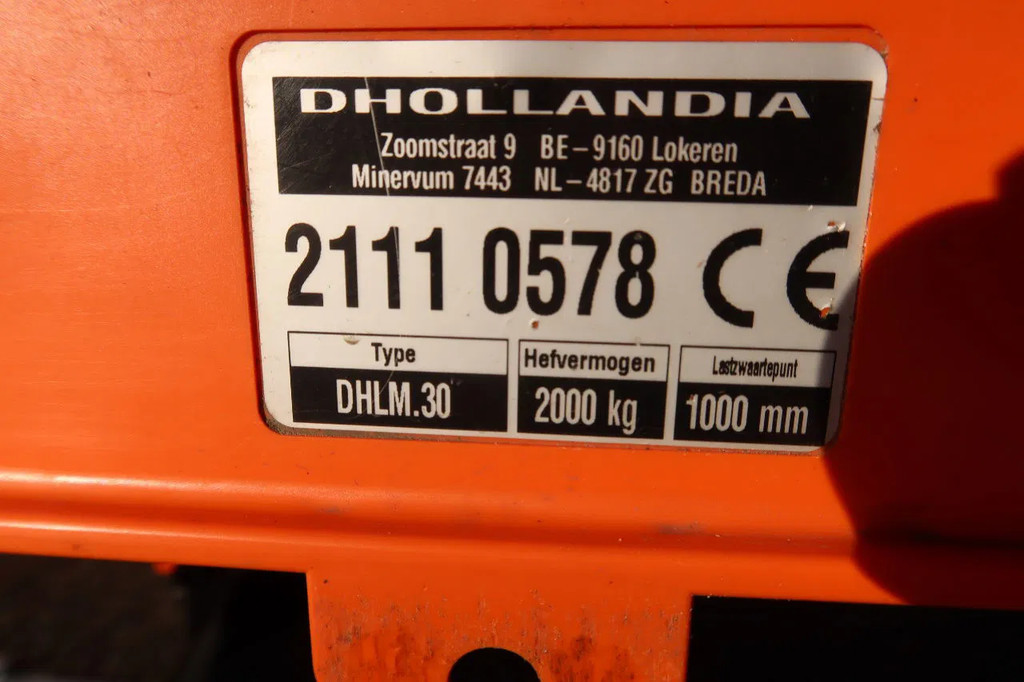 DHOLLANDIA
Zoomstraat 9 BE-9160 Lokeren
Minervum 7443 NL-4817 ZG BREDA
2111 0578 CE
Type Hefvermogen Lastzwaartepunt
DHLM.30 2000 kg 1000 mm